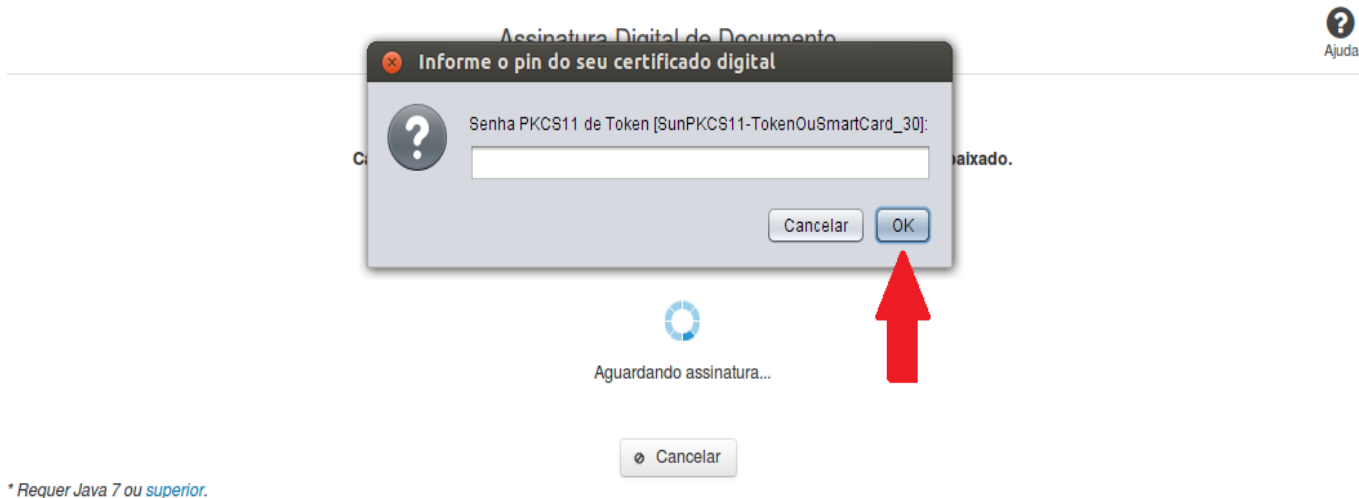 Assinatura Digital de Documento
Ajuda
Informe o pin do seu certificado digital
Senha PKCS11 de Token [SunPKCS11-TokenOuSmartCard_30]:
Cancelar
OK
Aguardando assinatura...
Cancelar
* Requer Java 7 ou superior.